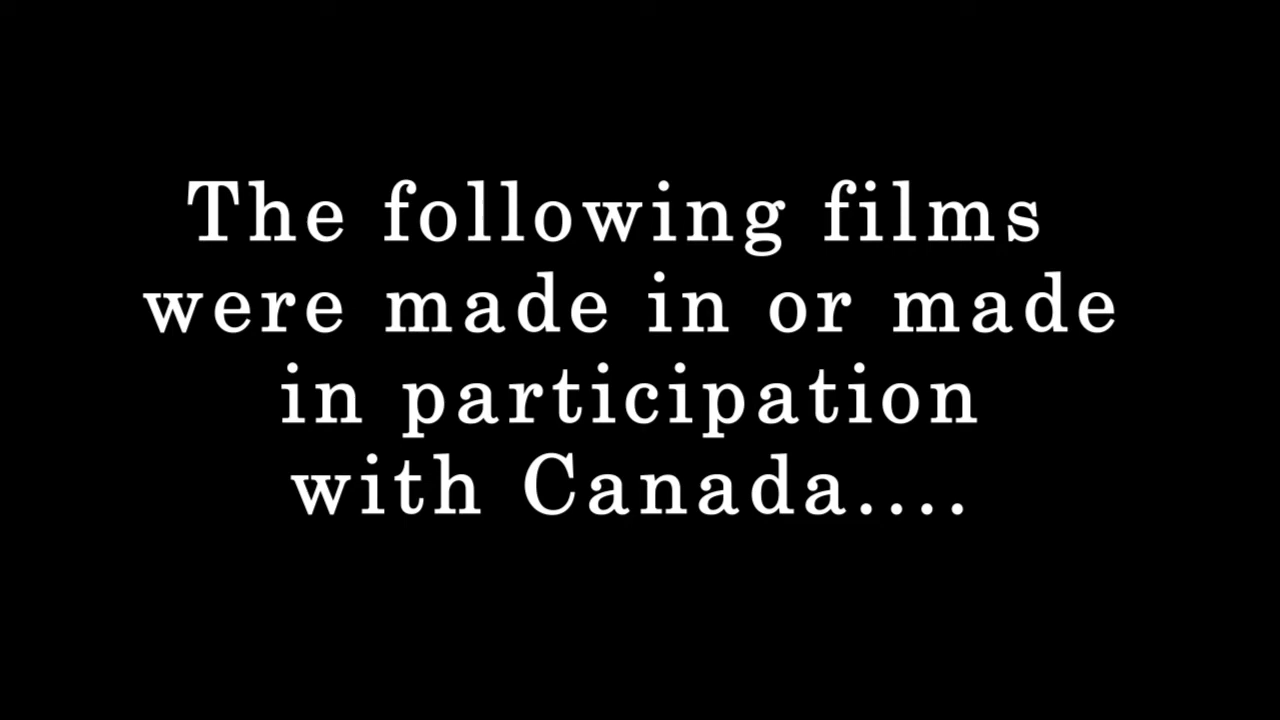 The following films
were made in or made
in participation
with Canada....